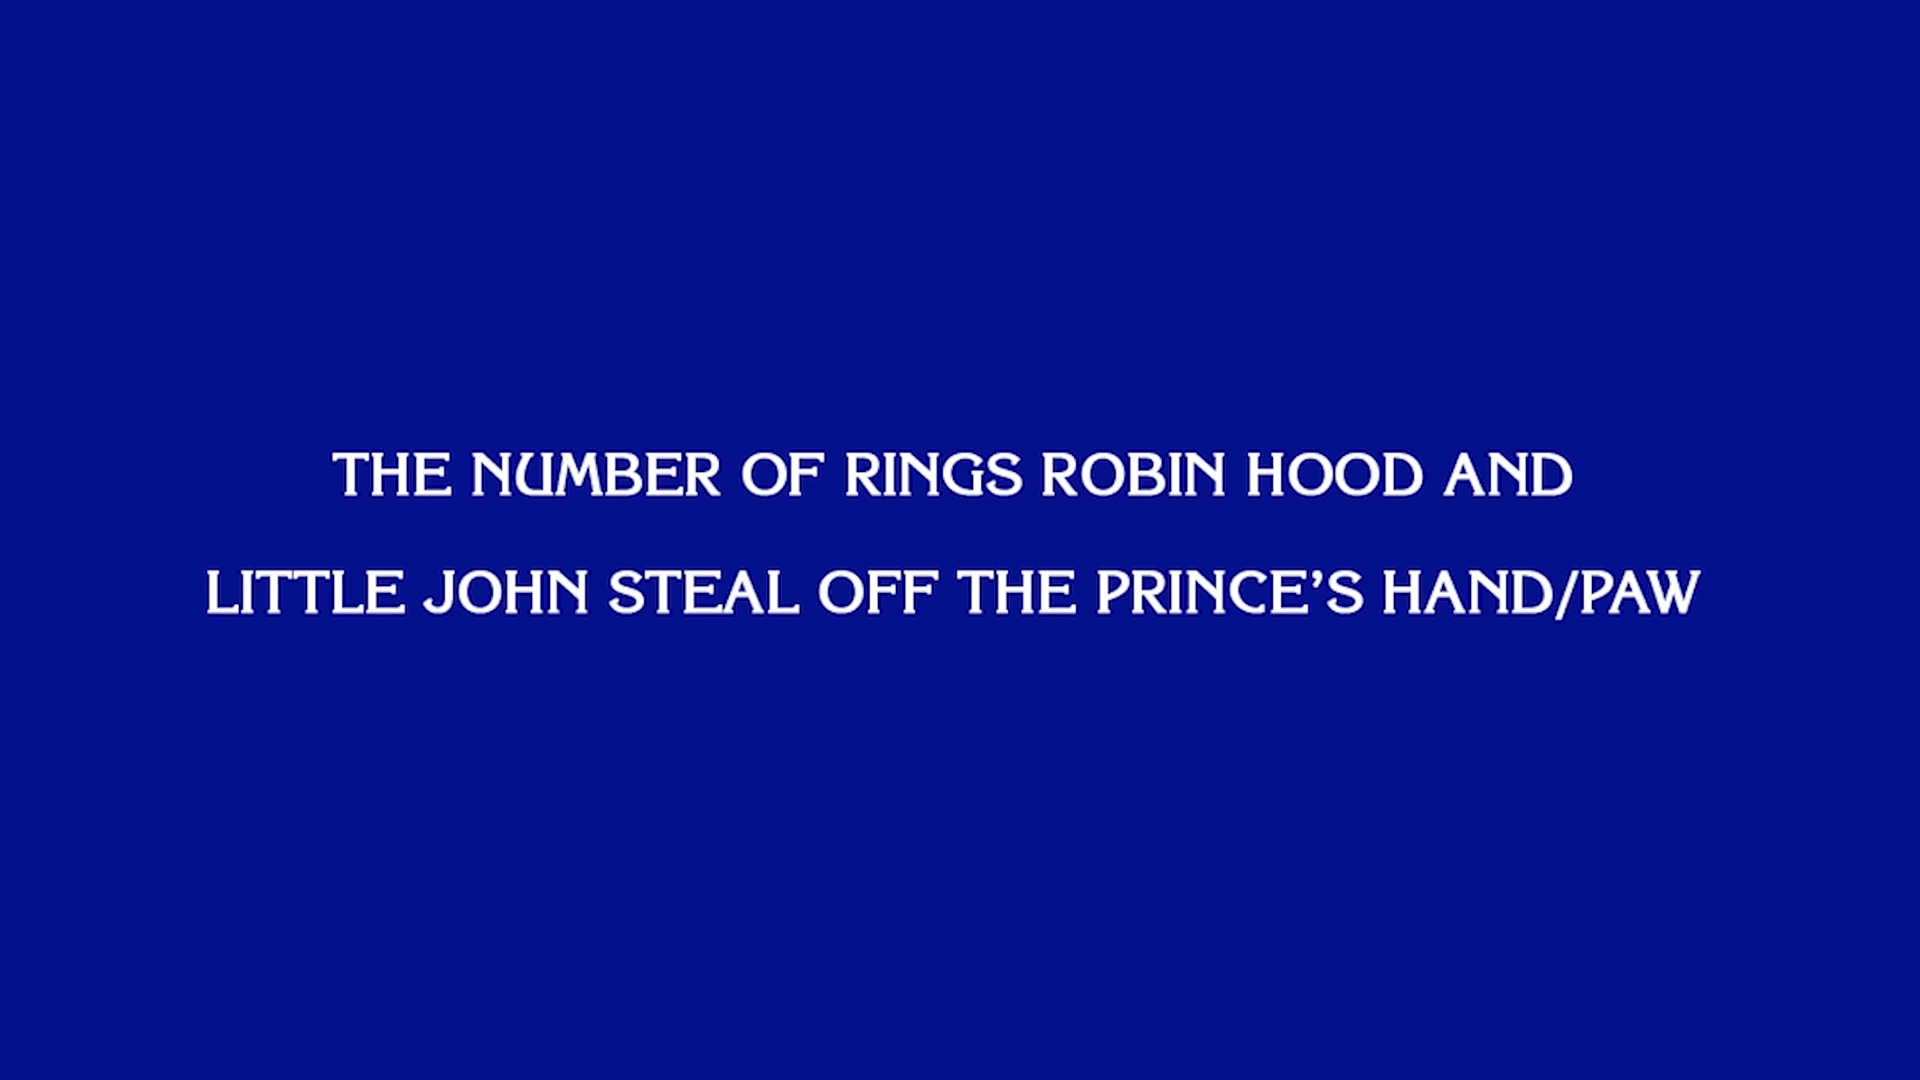 THE NUMBER OF RINGS ROBIN HOOD AND
LITTLE JOHN STEAL OFF THE PRINCE’S HAND/PAW